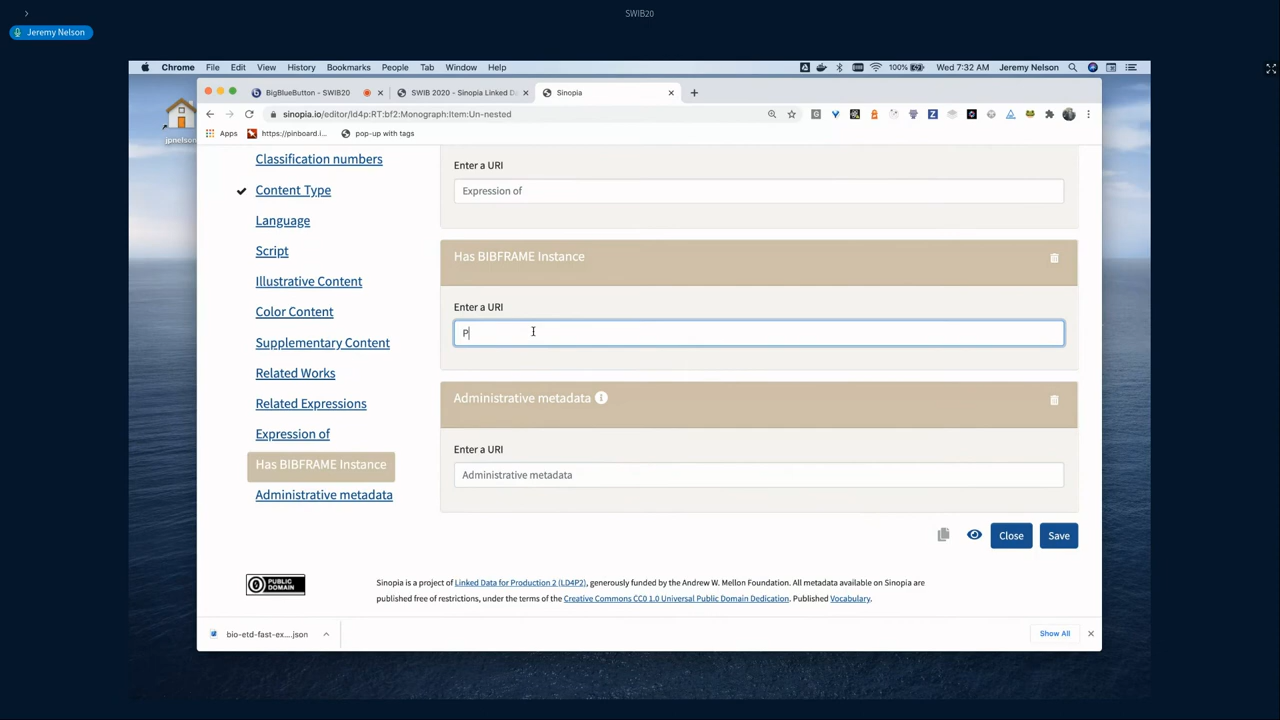 SWIB20
Jeremy Nelson
Chrome File Edit View History Bookmarks People Tab Window Help
100%
Wed 7:32 AM Jeremy Nelson
jpnelson
BigBlueButton - SWIB20
SWIB 2020 - Sinopia Linked D
Sinopia
sinopia.io/editor/ld4p:RT:bf2:Monograph:Item:Un-nested
Apps
https://pinboard.i...
pop-up with tags
Classification numbers
Content Type
Language
Script
Illustrative Content
Color Content
Supplementary Content
Related Works
Related Expressions
Expression of
Has BIBFRAME Instance
Administrative metadata
Enter a URI
Expression of
Has BIBFRAME Instance
Enter a URI
P
Administrative metadata
Enter a URI
Administrative metadata
Close
Save
PUBLIC DOMAIN
Sinopia is a project of Linked Data for Production 2 (LD4P2), generously funded by the Andrew W. Mellon Foundation. All metadata available on Sinopia are
published free of restrictions, under the terms of the Creative Commons CC0 1.0 Universal Public Domain Dedication. Published Vocabulary.
bio-etd-fast-ex....json
Show All